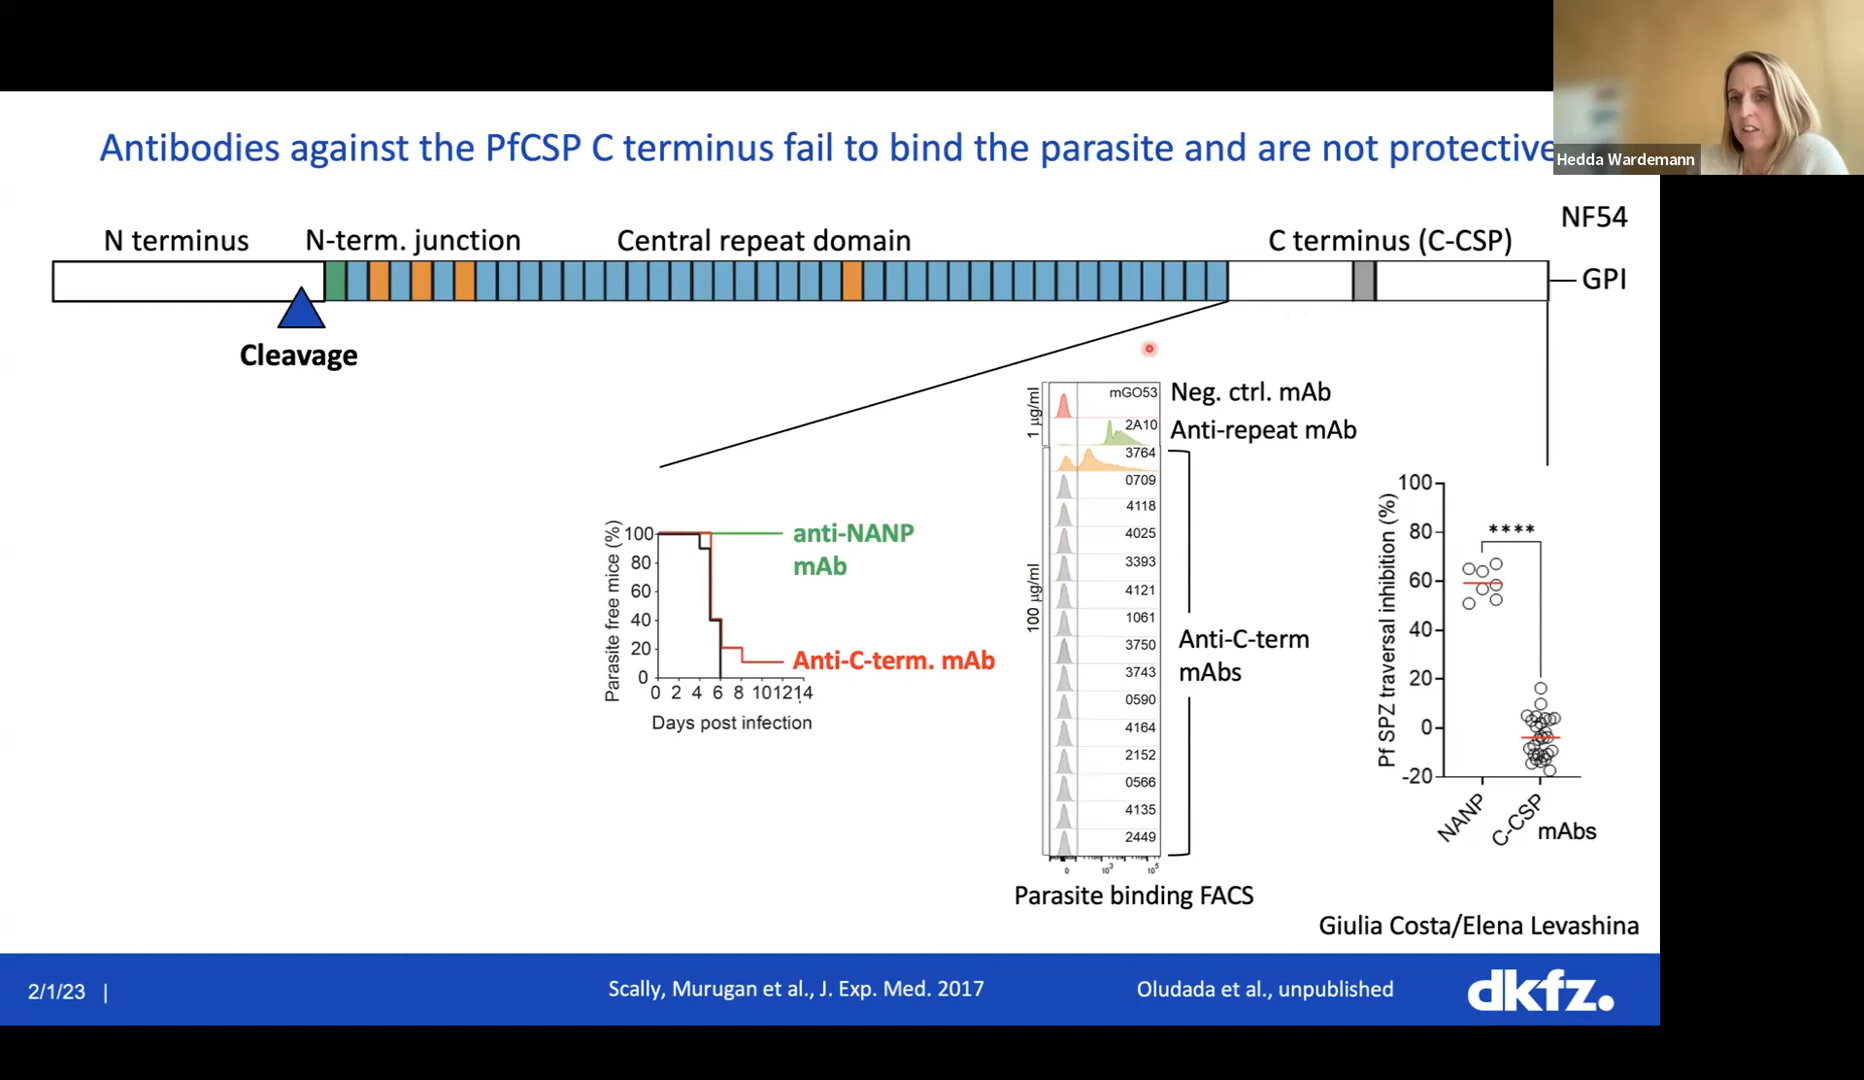 Hedda Wardemann
Antibodies against the PfCSP C terminus fail to bind the parasite and are not protective
NF54
N terminus
N-term. junction
Central repeat domain
C terminus (C-CSP)
GPI
Cleavage
Parasite free mice (%)
100
80
60
40
20
0
0 2 4 6 8 10 12 14
Days post infection
anti-NANP
mAb
Anti-C-term. mAb
1 µg/ml
100 µg/ml
mGO53
2A10
3764
0709
4118
4025
3393
4121
1061
3750
3743
0590
4164
2152
0566
4135
2449
0 10³ 10⁵
Neg. ctrl. mAb
Anti-repeat mAb
Anti-C-term
mAbs
Parasite binding FACS
Pf SPZ traversal inhibition (%)
100
80
60
40
20
0
-20
****
NANP
C-CSP
mAbs
Giulia Costa/Elena Levashina
2/1/23 |
Scally, Murugan et al., J. Exp. Med. 2017
Oludada et al., unpublished
dkfz.